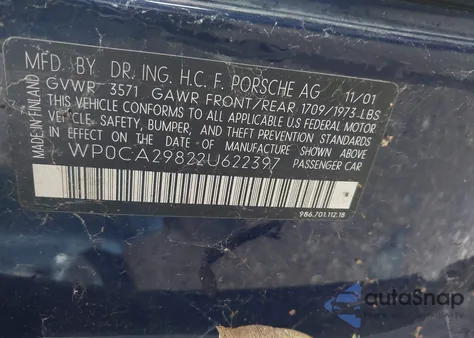 MFD. BY DR. ING. H.C. F. PORSCHE AG 11/01
GVWR 3571 GAWR FRONT/REAR 1709/1973 LBS
THIS VEHICLE CONFORMS TO ALL APPLICABLE U.S. FEDERAL MOTOR
VEHICLE SAFETY, BUMPER, AND THEFT PREVENTION STANDARDS
IN EFFECT ON THE DATE OF MANUFACTURE SHOWN ABOVE.
WP0CA29822U622397 PASSENGER CAR
MADE IN FINLAND
986.701.112.18
autoSnap